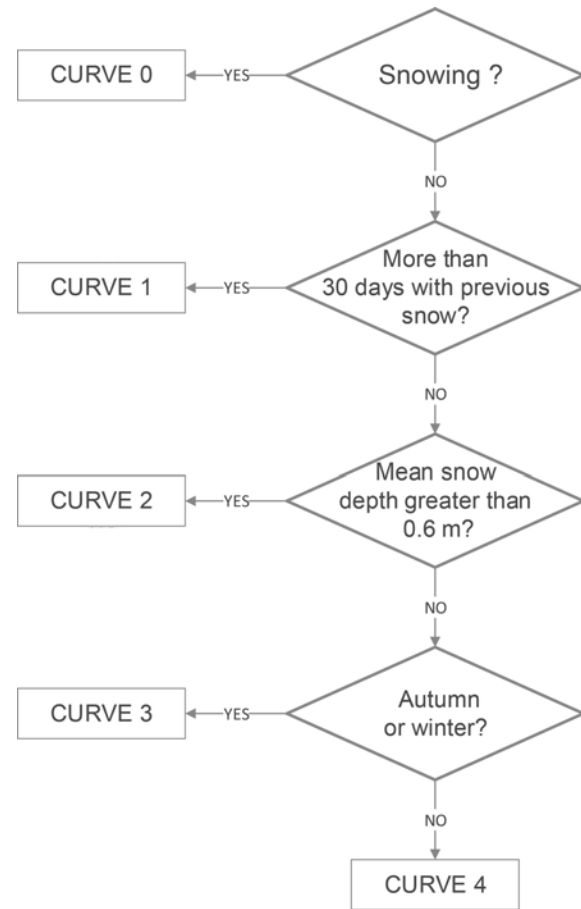 Snowing ?
YES
CURVE 0
NO
More than
30 days with previous
snow?
YES
CURVE 1
NO
Mean snow
depth greater than
0.6 m?
YES
CURVE 2
NO
Autumn
or winter?
YES
CURVE 3
NO
CURVE 4